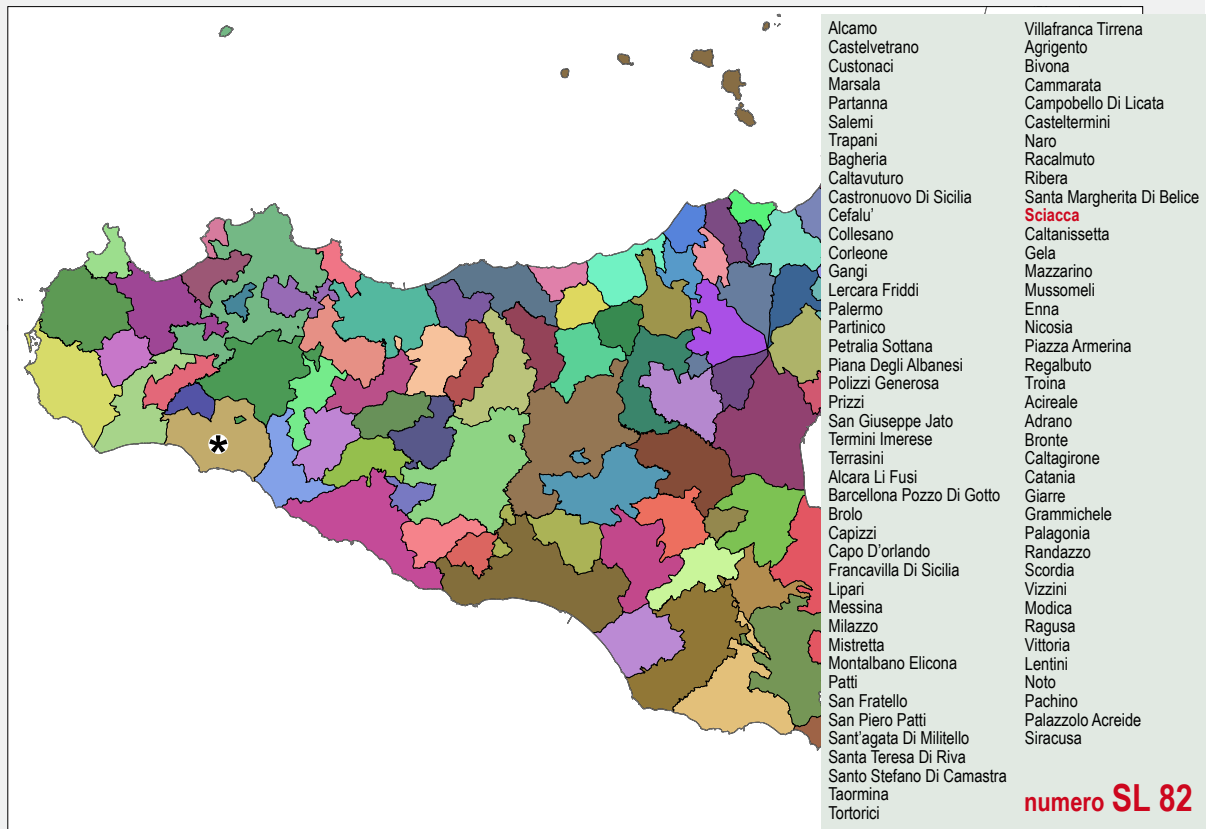 Alcamo
Castelvetrano
Custonaci
Marsala
Partanna
Salemi
Trapani
Bagheria
Caltavuturo
Castronuovo Di Sicilia
Cefalu'
Collesano
Corleone
Gangi
Lercara Friddi
Palermo
Partinico
Petralia Sottana
Piana Degli Albanesi
Polizzi Generosa
Prizzi
San Giuseppe Jato
Termini Imerese
Terrasini
Alcara Li Fusi
Barcellona Pozzo Di Gotto
Brolo
Capizzi
Capo D'orlando
Francavilla Di Sicilia
Lipari
Messina
Milazzo
Mistretta
Montalbano Elicona
Patti
San Fratello
San Piero Patti
Sant'agata Di Militello
Santa Teresa Di Riva
Santo Stefano Di Camastra
Taormina
Tortorici
Villafranca Tirrena
Agrigento
Bivona
Cammarata
Campobello Di Licata
Casteltermini
Naro
Racalmuto
Ribera
Santa Margherita Di Belice
Sciacca
Caltanissetta
Gela
Mazzarino
Mussomeli
Enna
Nicosia
Piazza Armerina
Regalbuto
Troina
Acireale
Adrano
Bronte
Caltagirone
Catania
Giarre
Grammichele
Palagonia
Randazzo
Scordia
Vizzini
Modica
Ragusa
Vittoria
Lentini
Noto
Pachino
Palazzolo Acreide
Siracusa
numero SL 82
*